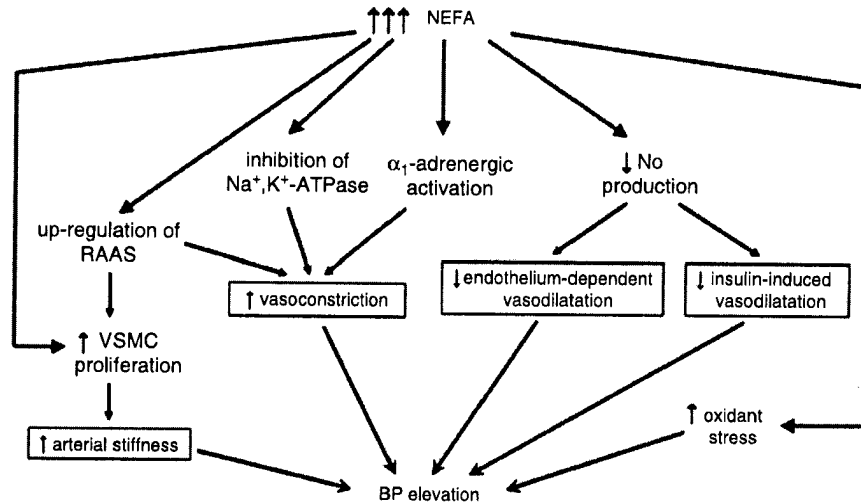 ↑↑↑ NEFA
inhibition of
Na⁺,K⁺-ATPase
α₁-adrenergic
activation
↓ No
production
up-regulation of
RAAS
↑ vasoconstriction
↓ endothelium-dependent
vasodilatation
↓ insulin-induced
vasodilatation
↑ VSMC
proliferation
↑ arterial stiffness
↑ oxidant
stress
BP elevation